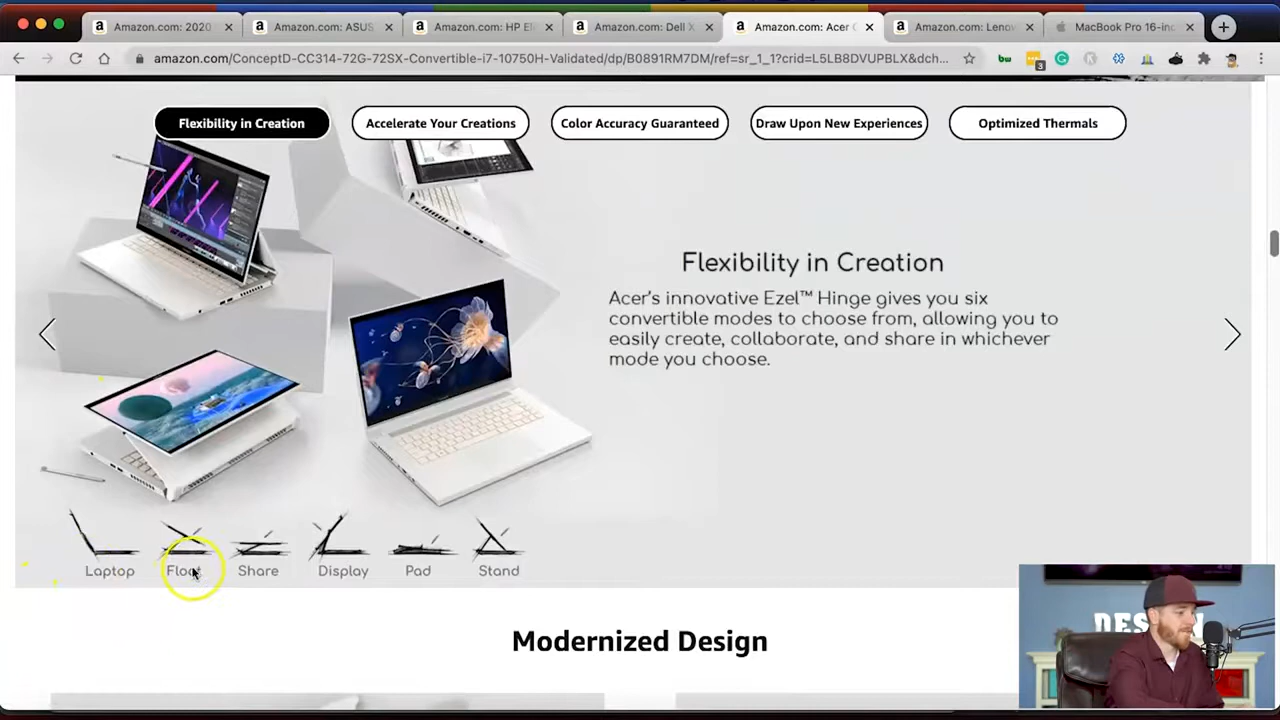 Amazon.com: 2020
Amazon.com: ASUS
Amazon.com: HP El
Amazon.com: Dell X
Amazon.com: Acer C
Amazon.com: Lenov
MacBook Pro 16-inc
amazon.com/ConceptD-CC314-72G-72SX-Convertible-i7-10750H-Validated/dp/B0891RM7DM/ref=sr_1_1?crid=L5LB8DVUPBLX&dch...
Flexibility in Creation
Accelerate Your Creations
Color Accuracy Guaranteed
Draw Upon New Experiences
Optimized Thermals
Flexibility in Creation
Acer's innovative Ezel™ Hinge gives you six
convertible modes to choose from, allowing you to
easily create, collaborate, and share in whichever
mode you choose.
Laptop
Float
Share
Display
Pad
Stand
Modernized Design